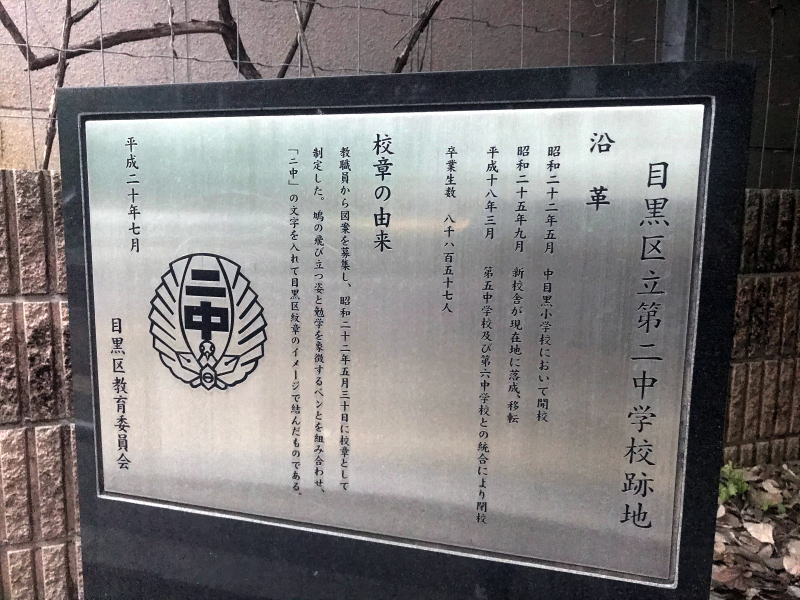 目黒区立第二中学校跡地
沿革
昭和二十二年五月 中目黒小学校において開校
昭和二十五年九月 新校舎が現在地に落成、移転
平成十八年三月 第五中学校及び第六中学校との統合により閉校
卒業生数 八千八百五十七人
校章の由来
教職員から図案を募集し、昭和二十二年五月三十日に校章として
制定した。鳩の飛び立つ姿と勉学を象徴するペンとを組み合わせ、
「二中」の文字を入れて目黒区紋章のイメージで結んだものである。
二中
平成二十年七月
目黒区教育委員会